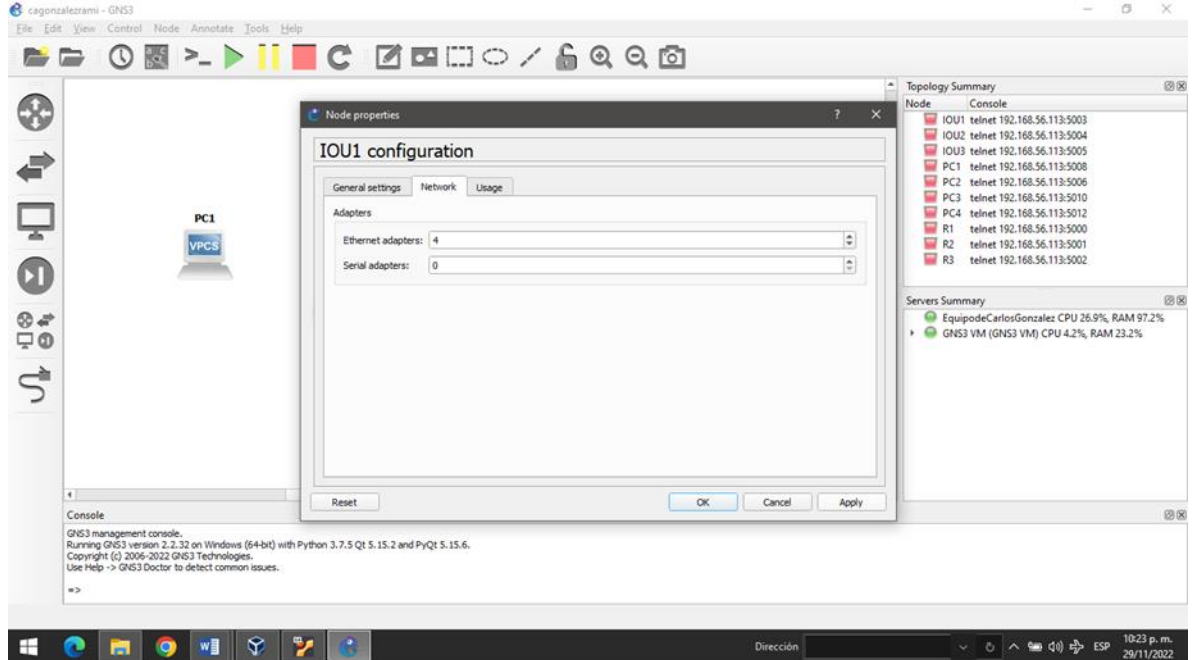 cagonzalezrami - GNS3
File Edit View Control Node Annotate Tools Help
Node properties
IOU1 configuration
General settings Network Usage
Adapters
Ethernet adapters: 4
Serial adapters: 0
Reset OK Cancel Apply
PC1
VPCS
Topology Summary
Node Console
IOU1 telnet 192.168.56.113:5003
IOU2 telnet 192.168.56.113:5004
IOU3 telnet 192.168.56.113:5005
PC1 telnet 192.168.56.113:5008
PC2 telnet 192.168.56.113:5006
PC3 telnet 192.168.56.113:5010
PC4 telnet 192.168.56.113:5012
R1 telnet 192.168.56.113:5000
R2 telnet 192.168.56.113:5001
R3 telnet 192.168.56.113:5002
Servers Summary
EquipodeCarlosGonzalez CPU 26.9%, RAM 97.2%
GNS3 VM (GNS3 VM) CPU 4.2%, RAM 23.2%
Console
GNS3 management console.
Running GNS3 version 2.2.32 on Windows (64-bit) with Python 3.7.5 Qt 5.15.2 and PyQt 5.15.6.
Copyright (c) 2006-2022 GNS3 Technologies.
Use Help -> GNS3 Doctor to detect common issues.
=>
Dirección
ESP
10:23 p. m.
29/11/2022